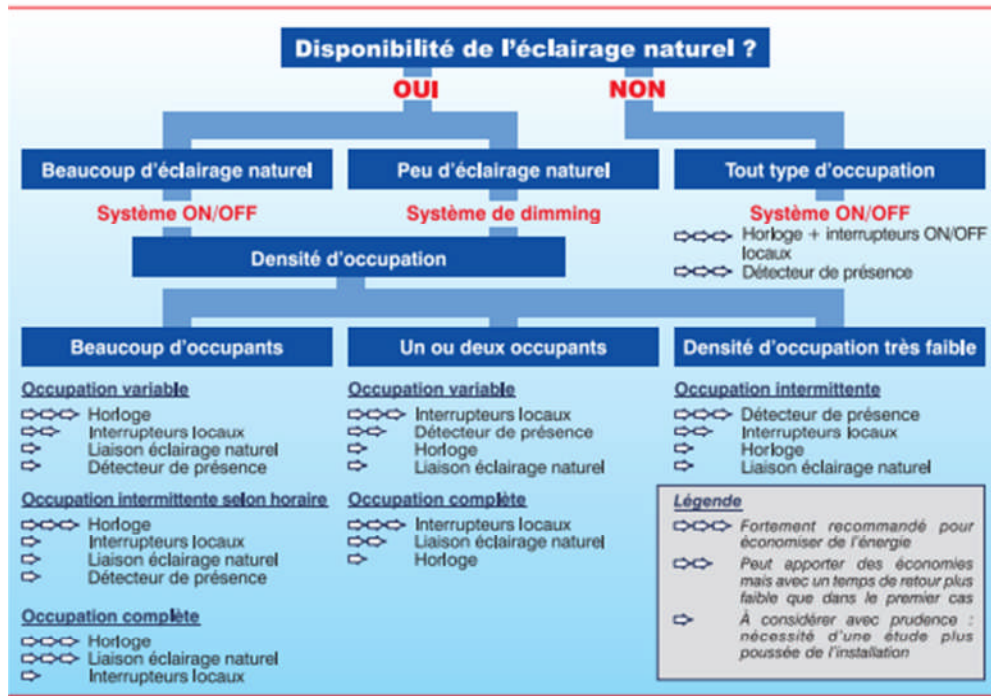 Disponibilité de l'éclairage naturel ?
OUI
NON
Beaucoup d'éclairage naturel
Peu d'éclairage naturel
Tout type d'occupation
Système ON/OFF
Système de dimming
Système ON/OFF
Horloge + interrupteurs ON/OFF
locaux
Détecteur de présence
Densité d'occupation
Beaucoup d'occupants
Un ou deux occupants
Densité d'occupation très faible
Occupation variable
Horloge
Interrupteurs locaux
Liaison éclairage naturel
Détecteur de présence
Occupation intermittente selon horaire
Horloge
Interrupteurs locaux
Liaison éclairage naturel
Détecteur de présence
Occupation complète
Horloge
Liaison éclairage naturel
Interrupteurs locaux
Occupation variable
Interrupteurs locaux
Détecteur de présence
Horloge
Liaison éclairage naturel
Occupation complète
Interrupteurs locaux
Liaison éclairage naturel
Horloge
Occupation intermittente
Détecteur de présence
Interrupteurs locaux
Horloge
Liaison éclairage naturel
Légende
Fortement recommandé pour
économiser de l'énergie
Peut apporter des économies
mais avec un temps de retour plus
faible que dans le premier cas
À considérer avec prudence :
nécessité d'une étude plus
poussée de l'installation